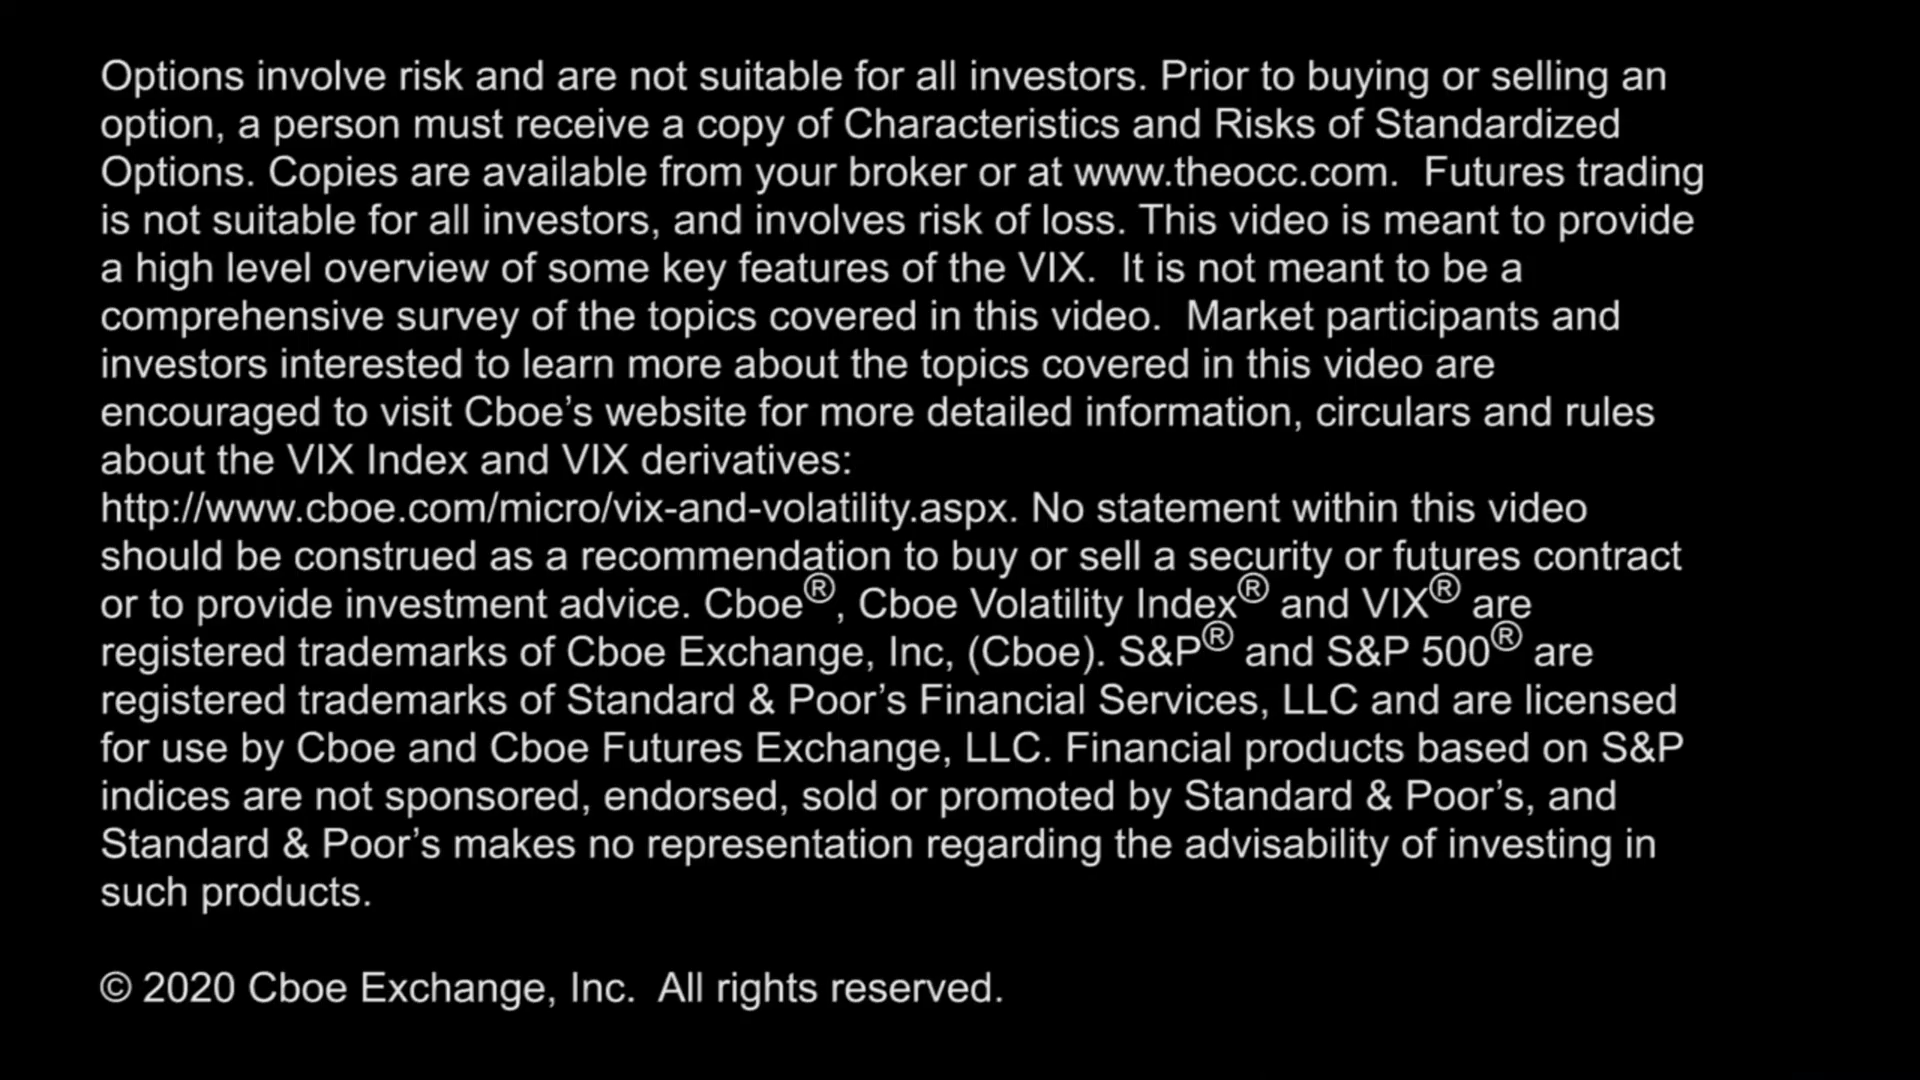 Options involve risk and are not suitable for all investors. Prior to buying or selling an
option, a person must receive a copy of Characteristics and Risks of Standardized
Options. Copies are available from your broker or at www.theocc.com.  Futures trading
is not suitable for all investors, and involves risk of loss. This video is meant to provide
a high level overview of some key features of the VIX.  It is not meant to be a
comprehensive survey of the topics covered in this video.  Market participants and
investors interested to learn more about the topics covered in this video are
encouraged to visit Cboe’s website for more detailed information, circulars and rules
about the VIX Index and VIX derivatives:
http://www.cboe.com/micro/vix-and-volatility.aspx. No statement within this video
should be construed as a recommendation to buy or sell a security or futures contract
or to provide investment advice. Cboe®, Cboe Volatility Index® and VIX® are
registered trademarks of Cboe Exchange, Inc, (Cboe). S&P® and S&P 500® are
registered trademarks of Standard & Poor’s Financial Services, LLC and are licensed
for use by Cboe and Cboe Futures Exchange, LLC. Financial products based on S&P
indices are not sponsored, endorsed, sold or promoted by Standard & Poor’s, and
Standard & Poor’s makes no representation regarding the advisability of investing in
such products.
© 2020 Cboe Exchange, Inc.  All rights reserved.